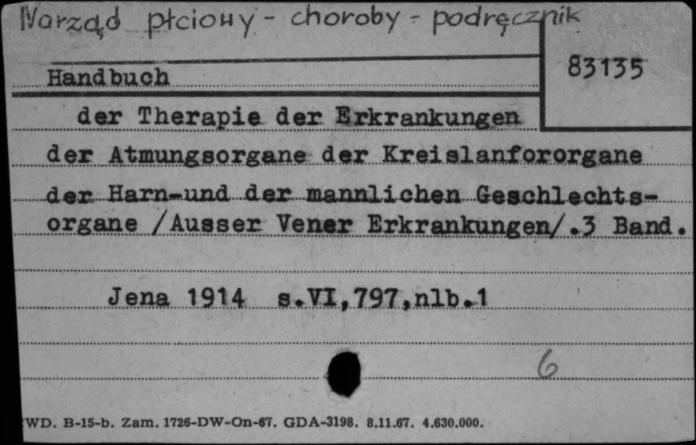 Narząd płciowy - choroby - podręcznik
83135
Handbuch
der Therapie der Erkrankungen
der Atmungsorgane der Kreislanfororgane
der Harn-und der mannlichen Geschlechts-
organe /Ausser Vener Erkrankungen/.3 Band.
Jena 1914 s.VI,797,nlb.1
6
WD. B-15-b. Zam. 1726-DW-On-67. GDA-3198. 8.11.67. 4.630.000.